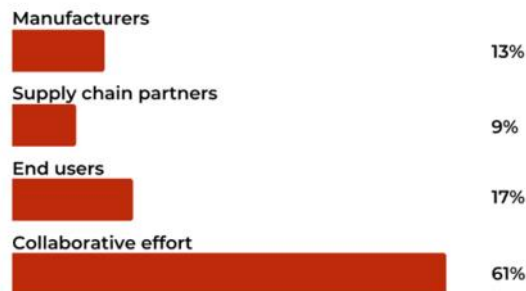 Manufacturers
13%
Supply chain partners
9%
End users
17%
Collaborative effort
61%